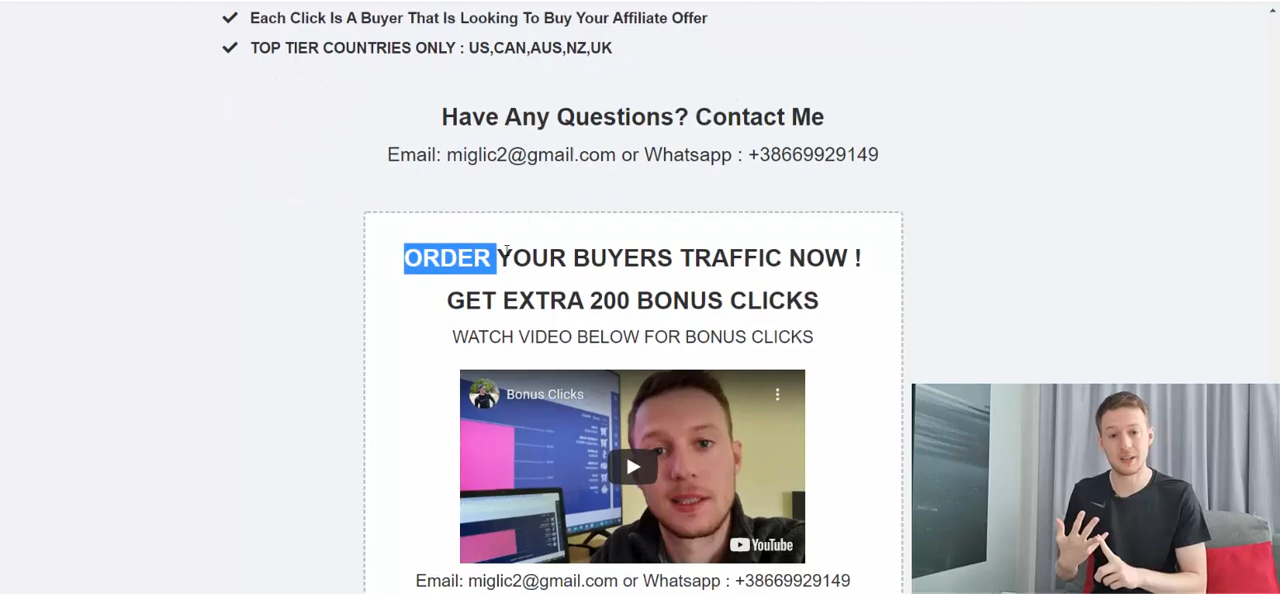 Each Click Is A Buyer That Is Looking To Buy Your Affiliate Offer
TOP TIER COUNTRIES ONLY : US,CAN,AUS,NZ,UK
Have Any Questions? Contact Me
Email: miglic2@gmail.com or Whatsapp : +38669929149
ORDER YOUR BUYERS TRAFFIC NOW !
GET EXTRA 200 BONUS CLICKS
WATCH VIDEO BELOW FOR BONUS CLICKS
Bonus Clicks
YouTube
Email: miglic2@gmail.com or Whatsapp : +38669929149